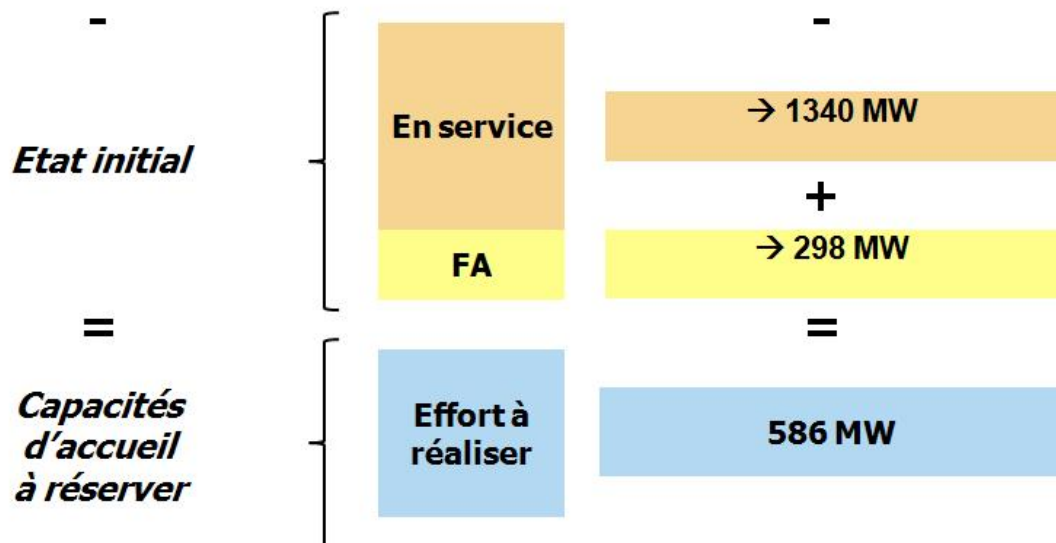 -
-
En service
→ 1340 MW
Etat initial
+
FA
→ 298 MW
=
=
Capacités
d'accueil
à réserver
Effort à
réaliser
586 MW